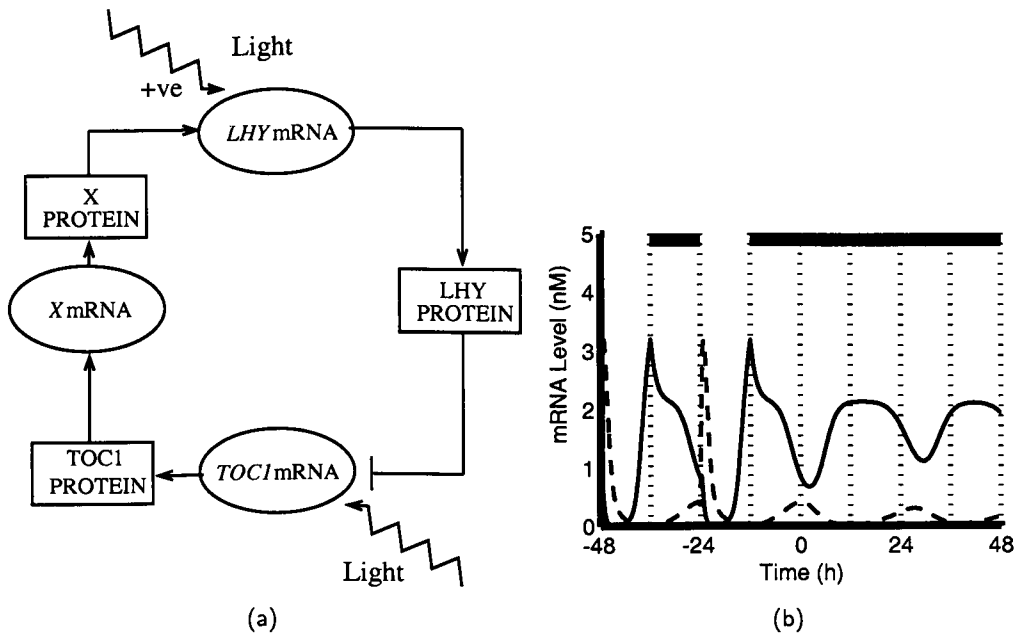 Light
+ve
LHY mRNA
X
PROTEIN
LHY
PROTEIN
X mRNA
TOC1
PROTEIN
TOC1 mRNA
Light
(a)
mRNA Level (nM)
5
4
3
2
1
0
-48
-24
0
24
48
Time (h)
(b)